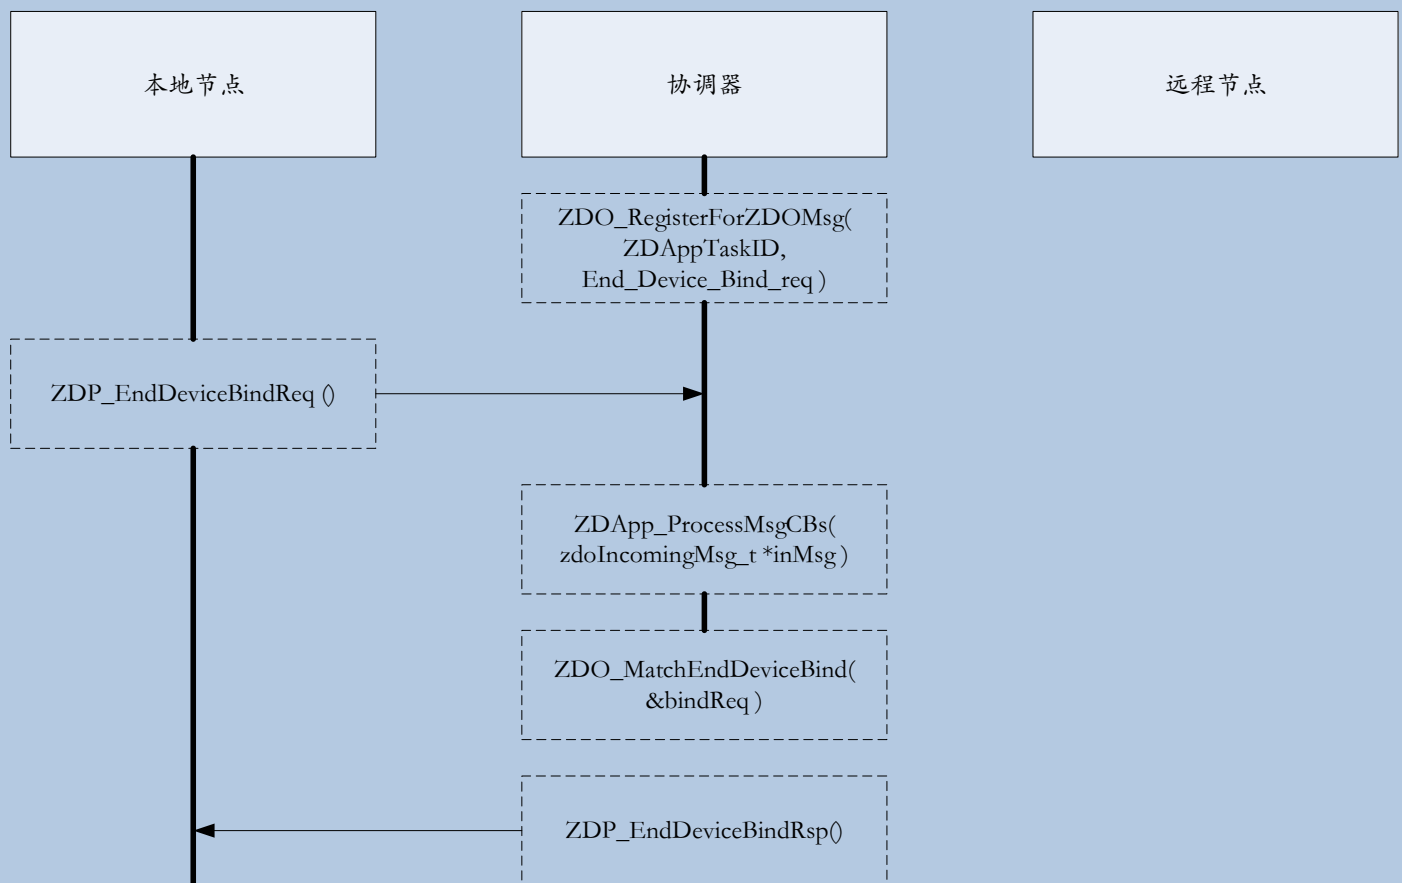 本地节点
协调器
远程节点
ZDO_RegisterForZDOMsg(
ZDAppTaskID,
End_Device_Bind_req )
ZDP_EndDeviceBindReq ()
ZDApp_ProcessMsgCBs(
zdoIncomingMsg_t *inMsg )
ZDO_MatchEndDeviceBind(
&bindReq )
ZDP_EndDeviceBindRsp()